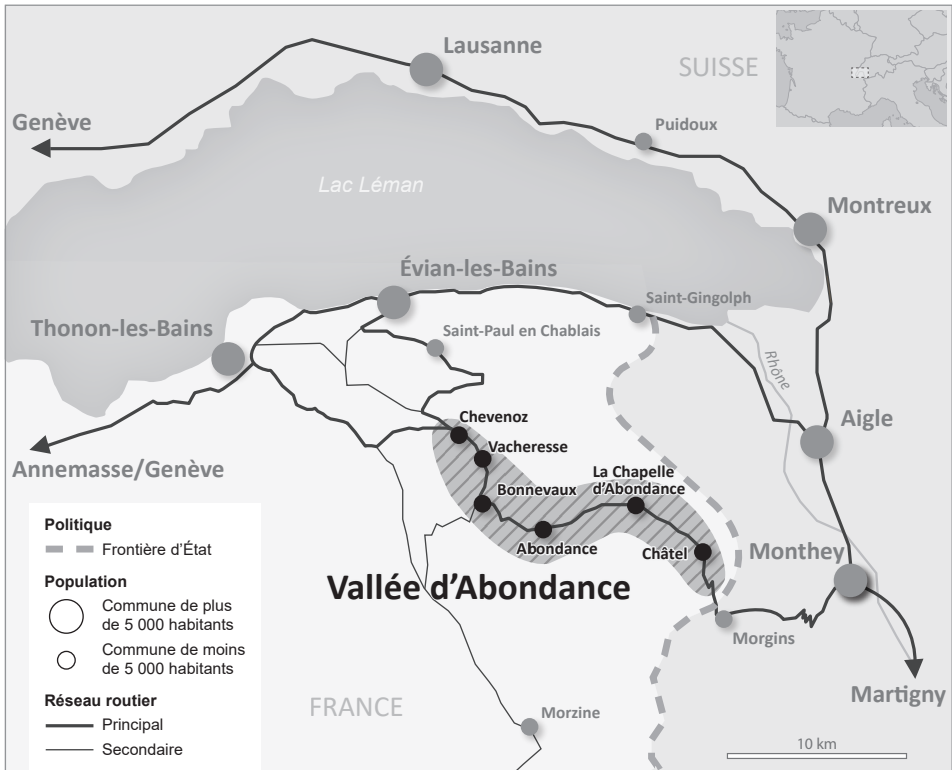 Lausanne
SUISSE
Genève
Puidoux
Lac Léman
Montreux
Évian-les-Bains
Saint-Gingolph
Thonon-les-Bains
Saint-Paul en Chablais
Rhône
Chevenoz
Aigle
Vacheresse
Annemasse/Genève
La Chapelle
d'Abondance
Bonnevaux
Abondance
Châtel
Monthey
Vallée d'Abondance
Morgins
Martigny
FRANCE
Morzine
10 km
Politique
Frontière d'État
Population
Commune de plus
de 5 000 habitants
Commune de moins
de 5 000 habitants
Réseau routier
Principal
Secondaire